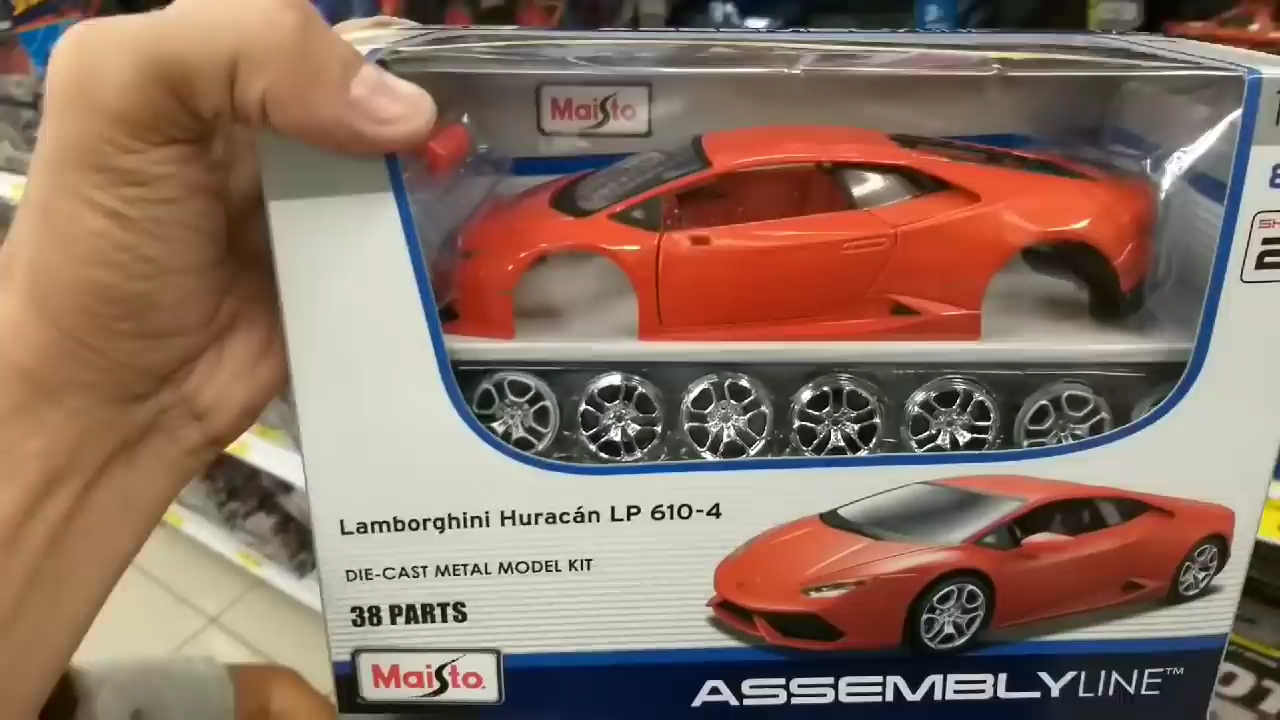 Maisto
Lamborghini Huracán LP 610-4
DIE-CAST METAL MODEL KIT
38 PARTS
Maisto
ASSEMBLYLINE™